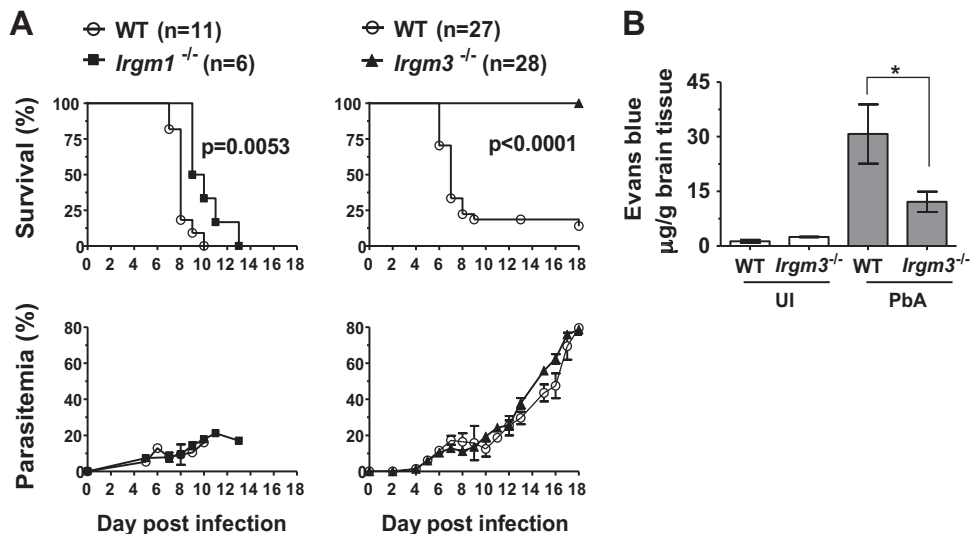 A
WT (n=11)
Irgm1 -/- (n=6)
Survival (%)
100
75
50
25
0
p=0.0053
0 2 4 6 8 10 12 14 16 18
WT (n=27)
Irgm3 -/- (n=28)
100
75
50
25
0
p<0.0001
0 2 4 6 8 10 12 14 16 18
Parasitemia (%)
80
60
40
20
0
0 2 4 6 8 10 12 14 16 18
Day post infection
80
60
40
20
0
0 2 4 6 8 10 12 14 16 18
Day post infection
B
Evans blue
µg/g brain tissue
45
30
15
0
*
WT Irgm3-/- WT Irgm3-/-
UI PbA